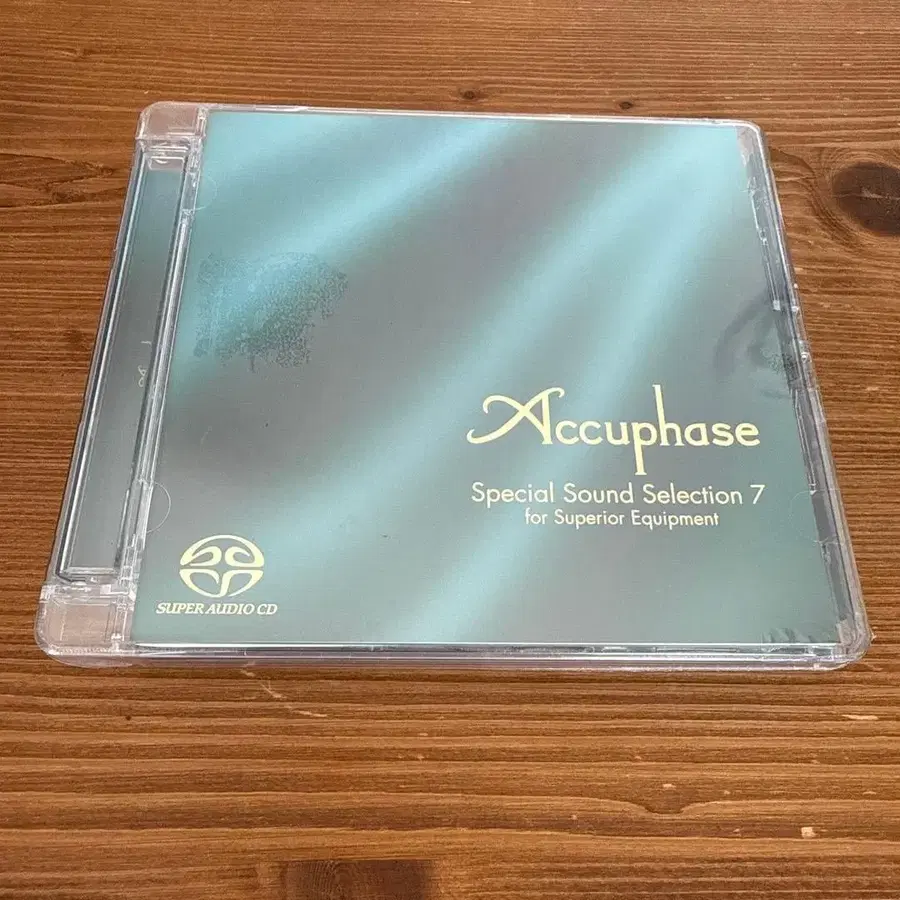 Accuphase
Special Sound Selection 7
for Superior Equipment
SUPER AUDIO CD